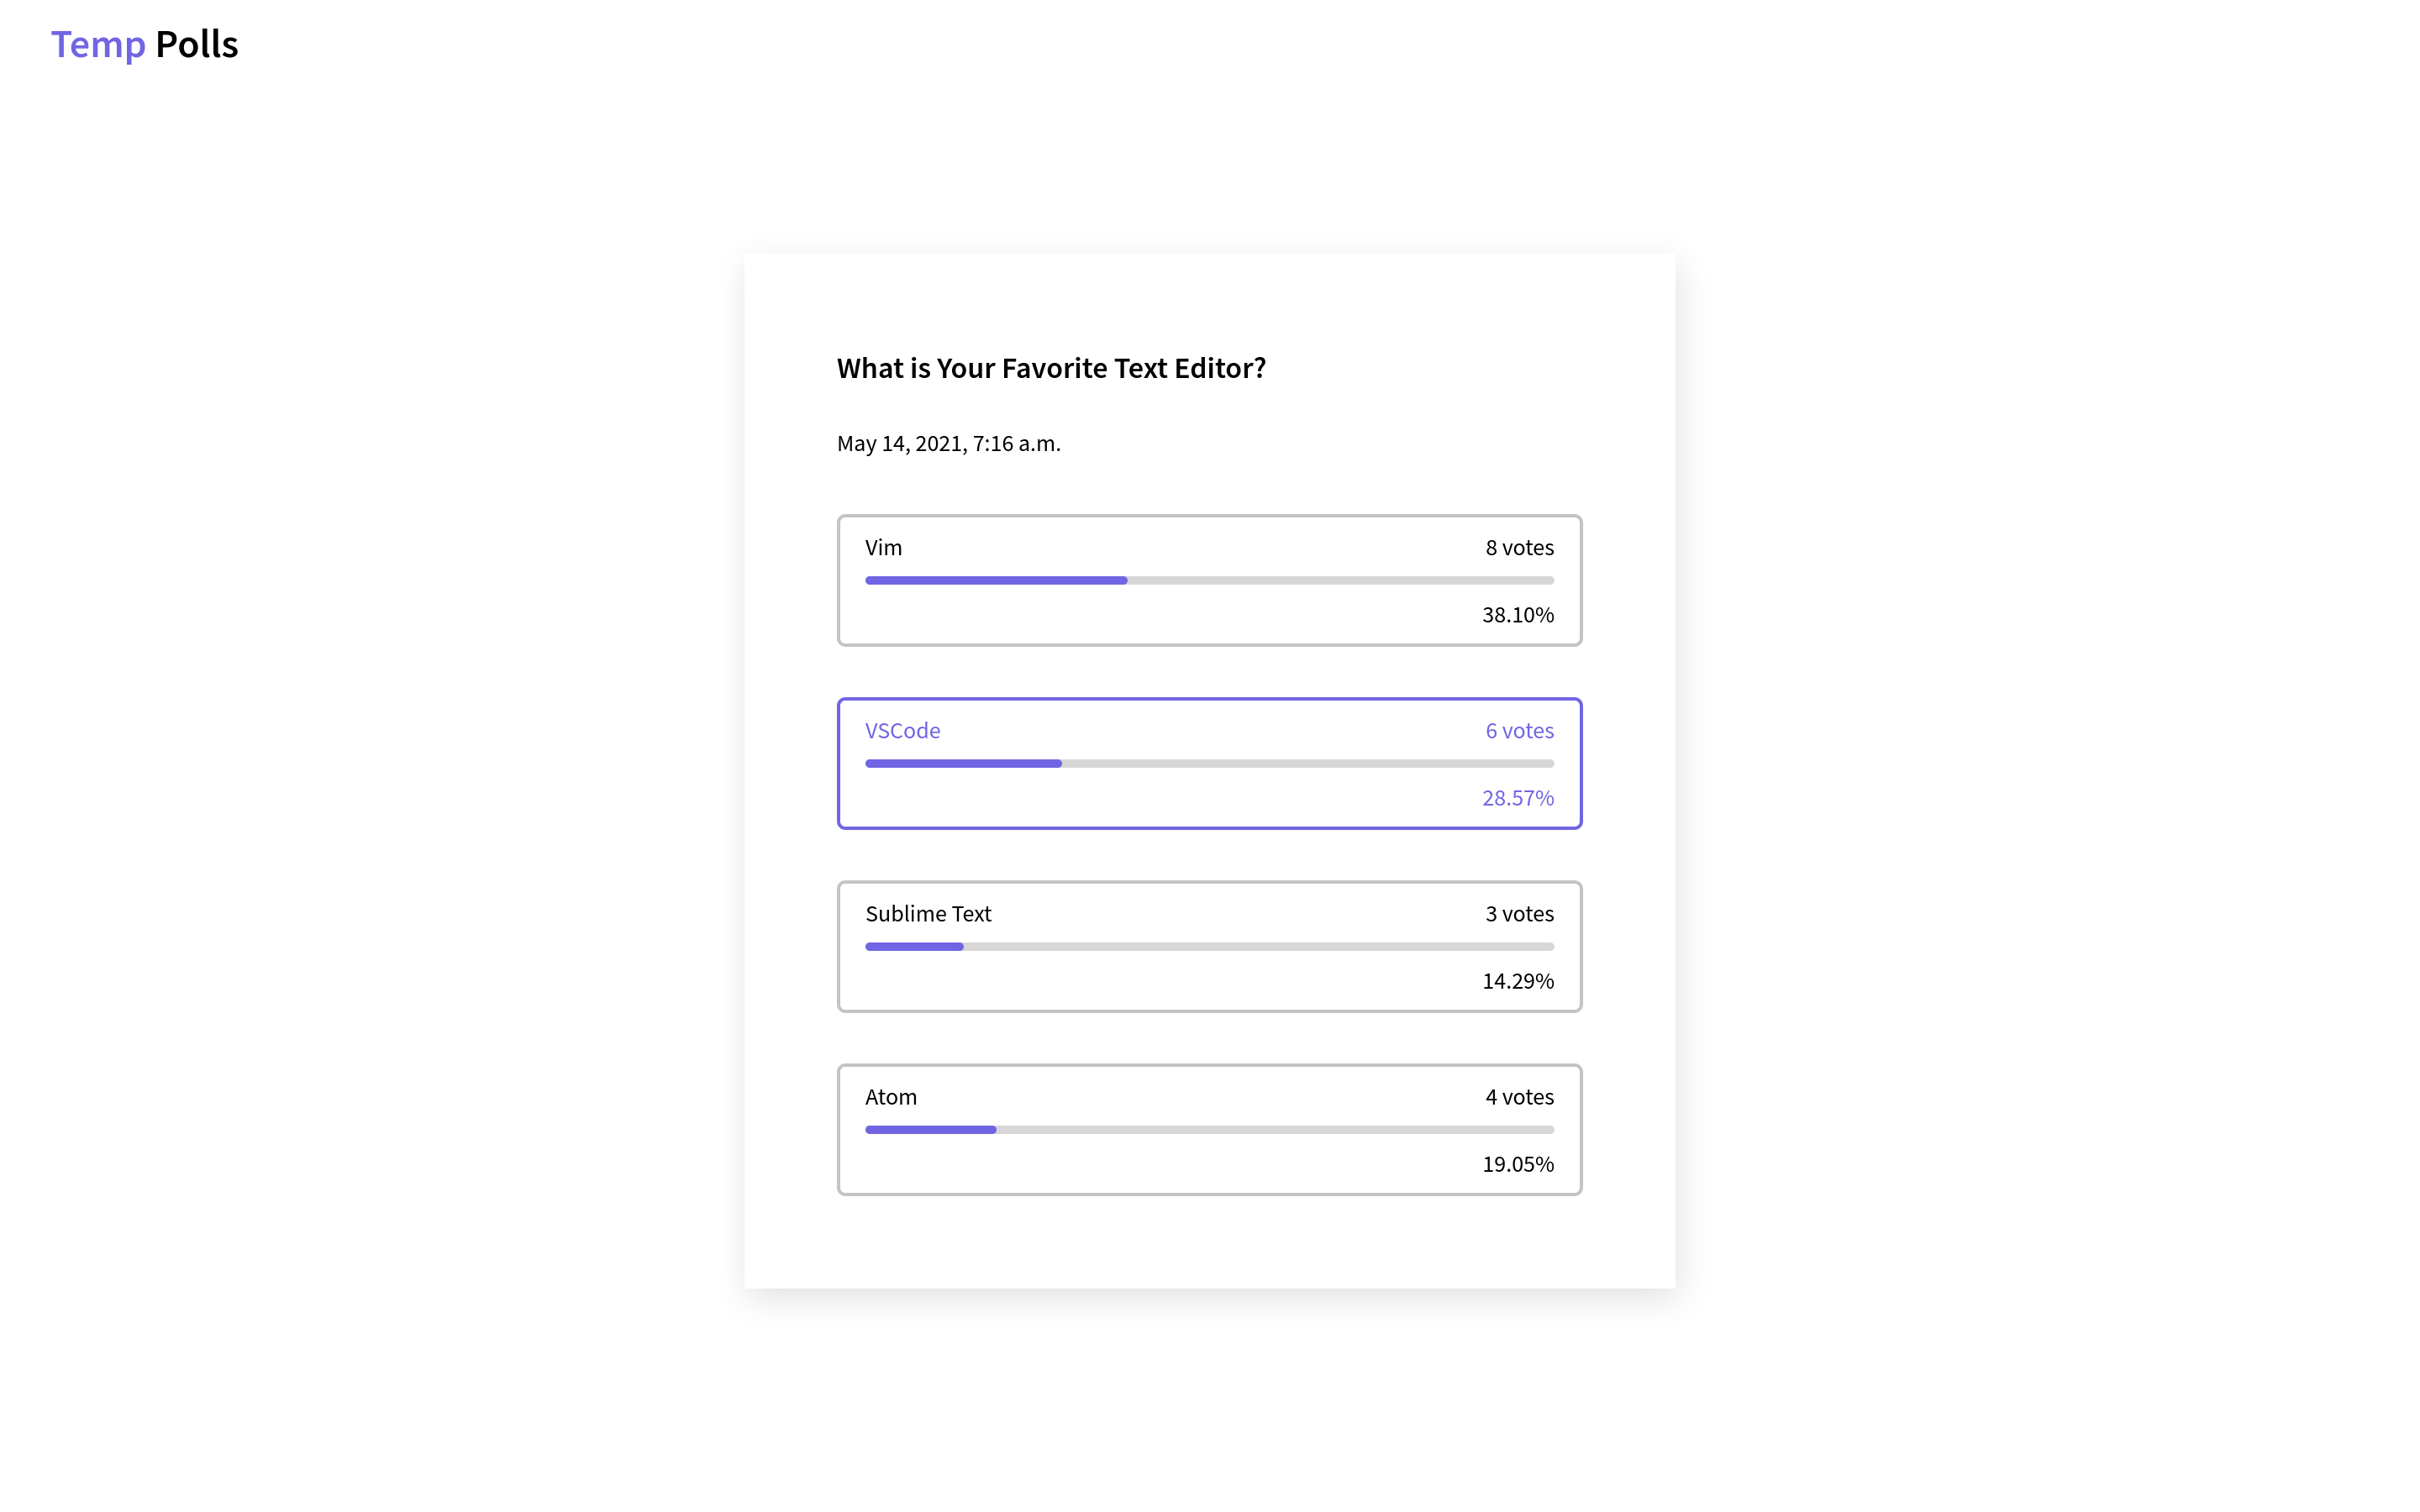 Temp Polls
What is Your Favorite Text Editor?
May 14, 2021, 7:16 a.m.
Vim 8 votes
38.10%
VSCode 6 votes
28.57%
Sublime Text 3 votes
14.29%
Atom 4 votes
19.05%